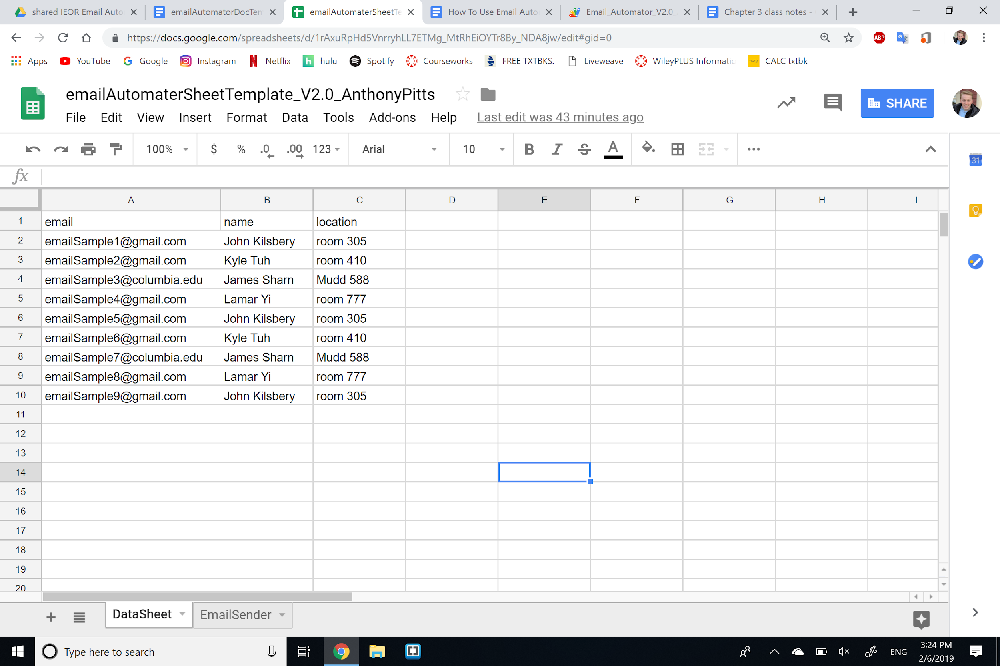 shared IEOR Email Auto
emailAutomatorDocTem
emailAutomaterSheetTe
How To Use Email Auto
Email_Automator_V2.0_
Chapter 3 class notes -
https://docs.google.com/spreadsheets/d/1rAxuRpHd5VnrryhLL7ETMg_MtRhEiOYTr8By_NDA8jw/edit#gid=0
ABP
Apps YouTube Google Instagram Netflix hulu Spotify Courseworks FREE TXTBKS. Liveweave WileyPLUS Informatic CALC txtbk
emailAutomaterSheetTemplate_V2.0_AnthonyPitts
SHARE
File Edit View Insert Format Data Tools Add-ons Help Last edit was 43 minutes ago
100% $ % .0 .00 123 Arial 10 B I S A
31
fx
A B C D E F G H I
1 email name location
2 emailSample1@gmail.com John Kilsbery room 305
3 emailSample2@gmail.com Kyle Tuh room 410
4 emailSample3@columbia.edu James Sharn Mudd 588
5 emailSample4@gmail.com Lamar Yi room 777
6 emailSample5@gmail.com John Kilsbery room 305
7 emailSample6@gmail.com Kyle Tuh room 410
8 emailSample7@columbia.edu James Sharn Mudd 588
9 emailSample8@gmail.com Lamar Yi room 777
10 emailSample9@gmail.com John Kilsbery room 305
11
12
13
14
15
16
17
18
19
20
DataSheet EmailSender
Type here to search
ENG
3:24 PM
2/6/2019